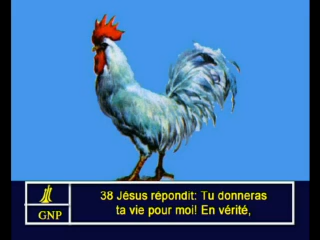 38 Jésus répondit: Tu donneras
ta vie pour moi! En vérité,
GNP